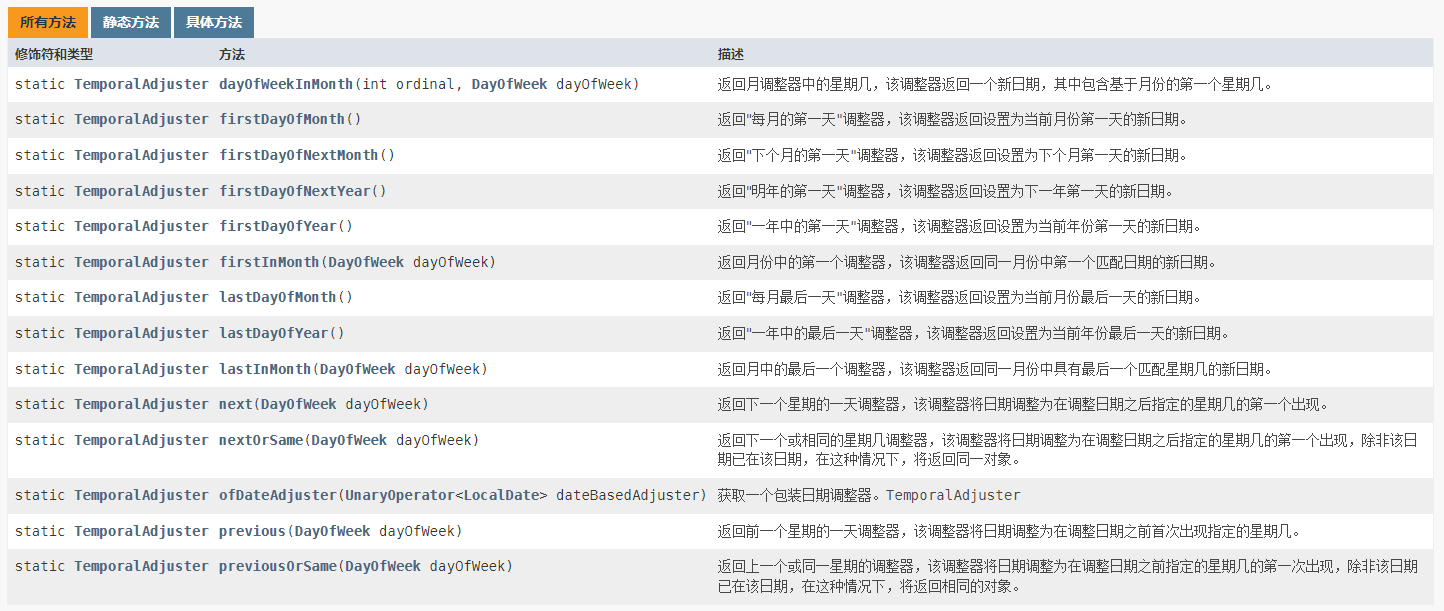 所有方法 静态方法 具体方法
修饰符和类型 方法 描述
static TemporalAdjuster dayOfWeekInMonth(int ordinal, DayOfWeek dayOfWeek) 返回月调整器中的星期几，该调整器返回一个新日期，其中包含基于月份的第一个星期几。
static TemporalAdjuster firstDayOfMonth() 返回"每月的第一天"调整器，该调整器返回设置为当前月份第一天的新日期。
static TemporalAdjuster firstDayOfNextMonth() 返回"下个月的第一天"调整器，该调整器返回设置为下个月第一天的新日期。
static TemporalAdjuster firstDayOfNextYear() 返回"明年的第一天"调整器，该调整器返回设置为下一年第一天的新日期。
static TemporalAdjuster firstDayOfYear() 返回"一年中的第一天"调整器，该调整器返回设置为当前年份第一天的新日期。
static TemporalAdjuster firstInMonth(DayOfWeek dayOfWeek) 返回月份中的第一个调整器，该调整器返回同一月份中第一个匹配日期的新日期。
static TemporalAdjuster lastDayOfMonth() 返回"每月最后一天"调整器，该调整器返回设置为当前月份最后一天的新日期。
static TemporalAdjuster lastDayOfYear() 返回"一年中的最后一天"调整器，该调整器返回设置为当前年份最后一天的新日期。
static TemporalAdjuster lastInMonth(DayOfWeek dayOfWeek) 返回月中的最后一个调整器，该调整器返回同一月份中具有最后一个匹配星期几的新日期。
static TemporalAdjuster next(DayOfWeek dayOfWeek) 返回下一个星期的一天调整器，该调整器将日期调整为在调整日期之后指定的星期几的第一个出现。
static TemporalAdjuster nextOrSame(DayOfWeek dayOfWeek) 返回下一个或相同的星期几调整器，该调整器将日期调整为在调整日期之后指定的星期几的第一个出现，除非该日
期已在该日期，在这种情况下，将返回同一对象。
static TemporalAdjuster ofDateAdjuster(UnaryOperator<LocalDate> dateBasedAdjuster) 获取一个包装日期调整器。TemporalAdjuster
static TemporalAdjuster previous(DayOfWeek dayOfWeek) 返回前一个星期的一天调整器，该调整器将日期调整为在调整日期之前首次出现指定的星期几。
static TemporalAdjuster previousOrSame(DayOfWeek dayOfWeek) 返回上一个或同一星期的调整器，该调整器将日期调整为在调整日期之前指定的星期几的第一次出现，除非该日期
已在该日期，在这种情况下，将返回相同的对象。